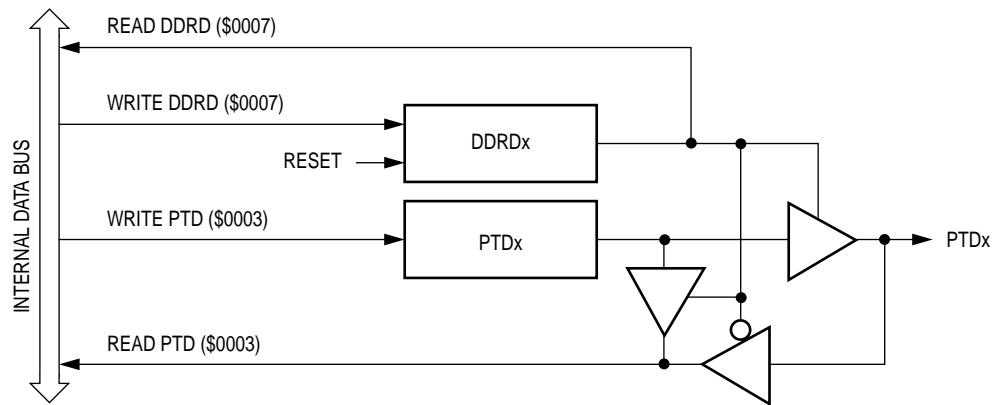 READ DDRD ($0007)
WRITE DDRD ($0007)
DDRDx
RESET
WRITE PTD ($0003)
PTDx
PTDx
READ PTD ($0003)
INTERNAL DATA BUS